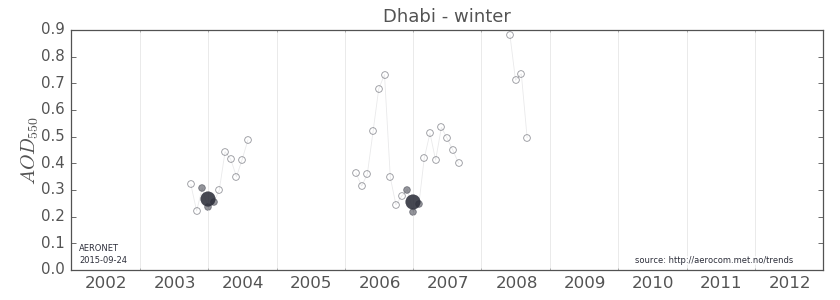 Dhabi - winter
0.9
0.8
0.7
0.6
0.5
0.4
0.3
0.2
0.1
0.0
AOD550
AERONET
2015-09-24
source: http://aerocom.met.no/trends
2002 2003 2004 2005 2006 2007 2008 2009 2010 2011 2012